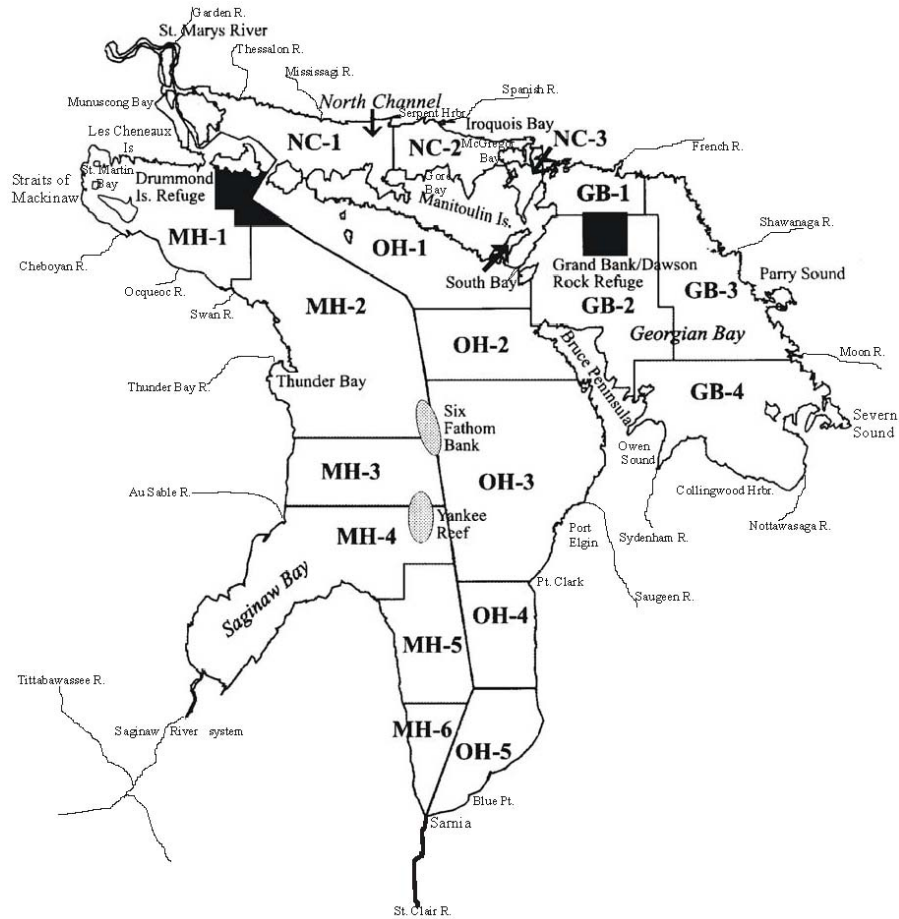 Garden R.
St. Marys River
Thessalon R.
Mississagi R.
Spanish R.
Munuscong Bay
North Channel
Serpent Hrbr
Iroquois Bay
Les Cheneaux
Is
NC-1
NC-2
McGregor
Bay
NC-3
French R.
Straits of
Mackinaw
St. Martin
Bay
Drummond
Is. Refuge
Gore
Bay
Manitoulin Is.
GB-1
Shawanaga R.
MH-1
OH-1
South Bay
Grand Bank/Dawson
Rock Refuge
Parry Sound
Cheboyan R.
Ocqueoc R.
Swan R.
MH-2
GB-2
GB-3
Georgian Bay
OH-2
Bruce Peninsula
Moon R.
Thunder Bay R.
Thunder Bay
GB-4
Severn
Sound
Six
Fathom
Bank
Owen
Sound
MH-3
OH-3
Collingwood Hrbr.
Au Sable R.
Yankee
Reef
Nottawasaga R.
MH-4
Port
Elgin
Sydenham R.
Saginaw Bay
Pt. Clark
Saugeen R.
OH-4
MH-5
Tittabawassee R.
Saginaw River system
MH-6
OH-5
Blue Pt.
Sarnia
St. Clair R.